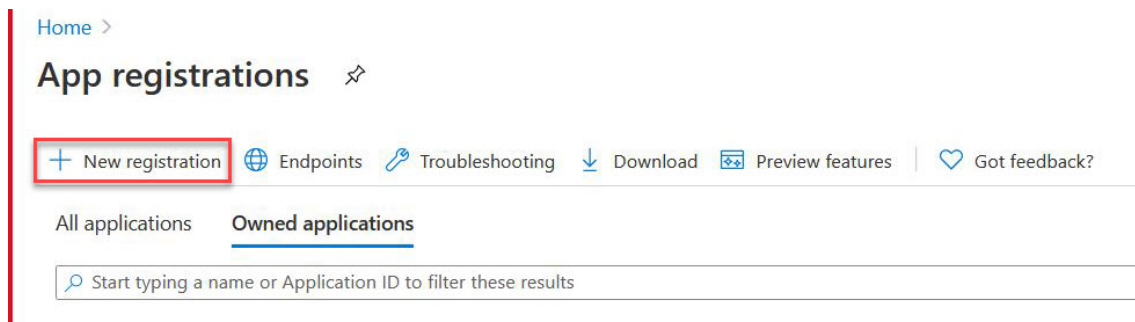 Home >
App registrations
+ New registration Endpoints Troubleshooting Download Preview features Got feedback?
All applications Owned applications
Start typing a name or Application ID to filter these results